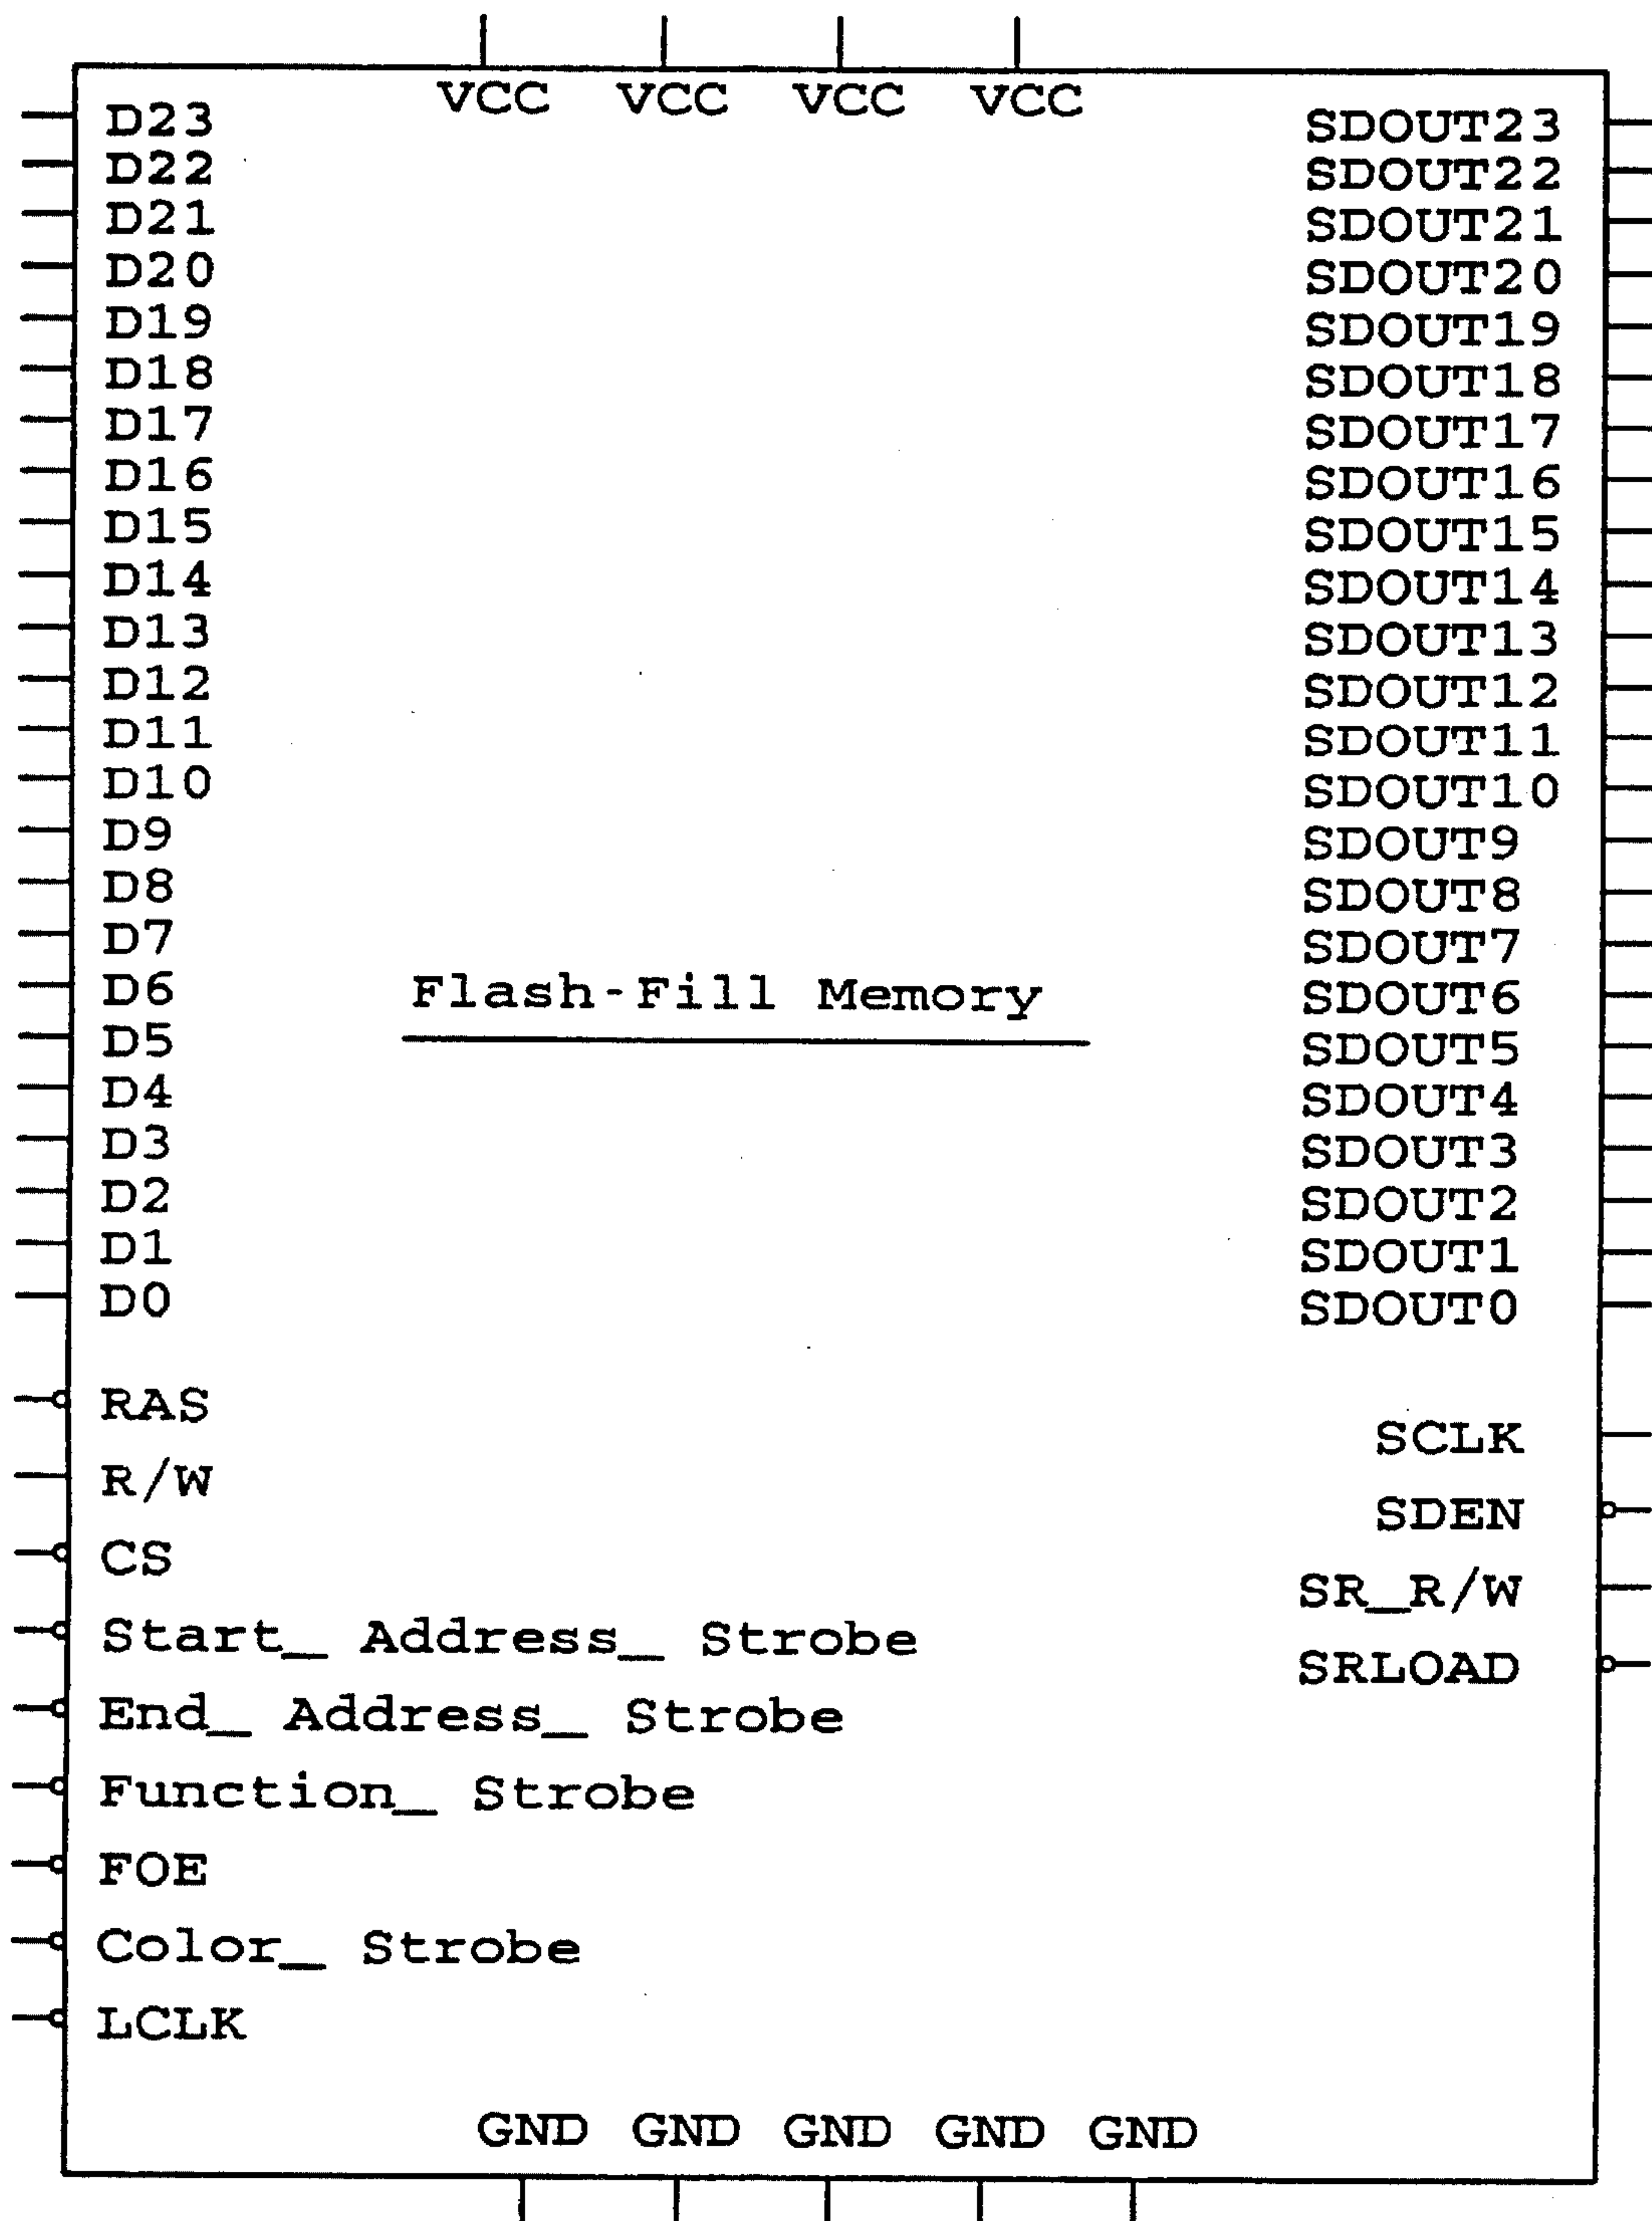 VCC VCC VCC VCC
D23
D22
D21
D20
D19
D18
D17
D16
D15
D14
D13
D12
D11
D10
D9
D8
D7
D6
D5
D4
D3
D2
D1
D0
RAS
R/W
CS
Start_ Address_ Strobe
End_ Address_ Strobe
Function_ Strobe
FOE
Color_ Strobe
LCLK
Flash-Fill Memory
SDOUT23
SDOUT22
SDOUT21
SDOUT20
SDOUT19
SDOUT18
SDOUT17
SDOUT16
SDOUT15
SDOUT14
SDOUT13
SDOUT12
SDOUT11
SDOUT10
SDOUT9
SDOUT8
SDOUT7
SDOUT6
SDOUT5
SDOUT4
SDOUT3
SDOUT2
SDOUT1
SDOUT0
SCLK
SDEN
SR_R/W
SRLOAD
GND GND GND GND GND